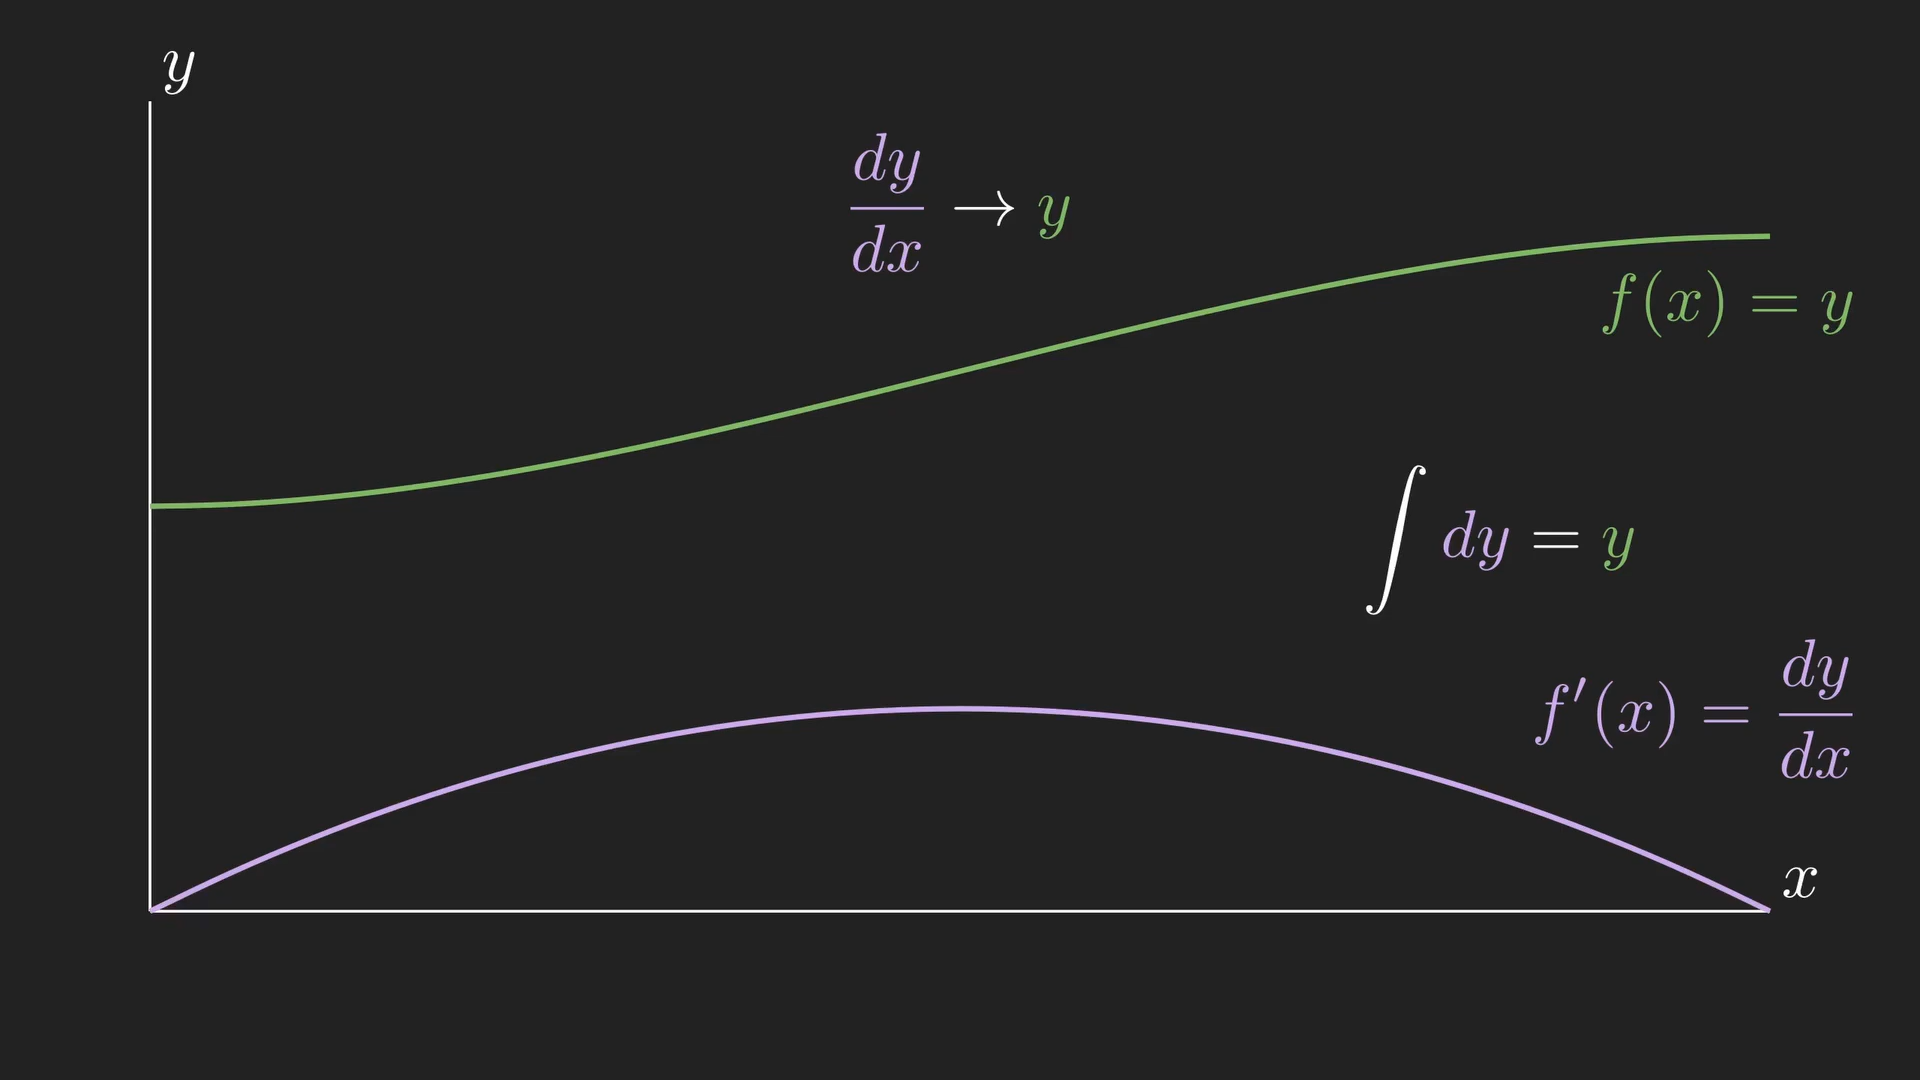 y
dy/dx → y
f(x) = y
∫ dy = y
f′(x) = dy/dx
x